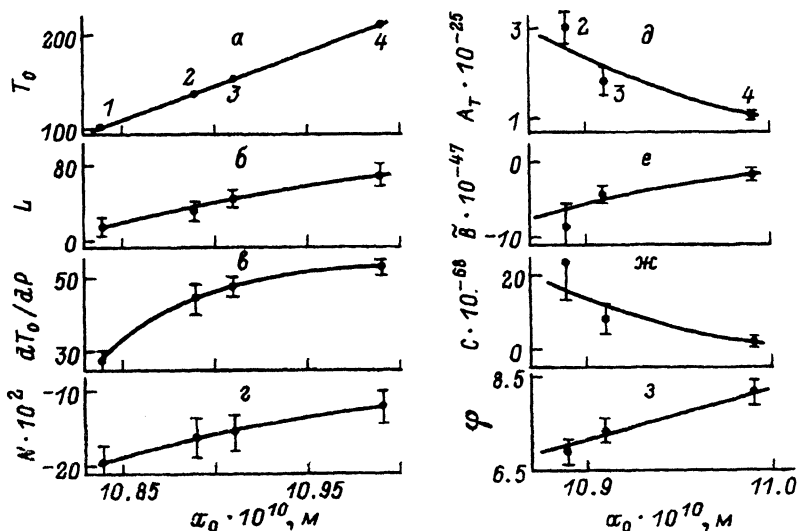 200
100
T₀
а
1
2
3
4
80
0
L
б
50
30
dT₀/dP
в
-10
-20
N·10²
г
10.85
10.95
x₀·10¹⁰, м
3
1
A_T·10⁻²⁵
д
2
3
4
0
-10
B̃·10⁻⁴⁷
е
20
0
C·10.⁻⁶⁸
ж
8.5
6.5
φ
з
10.9
11.0
x₀·10¹⁰, м